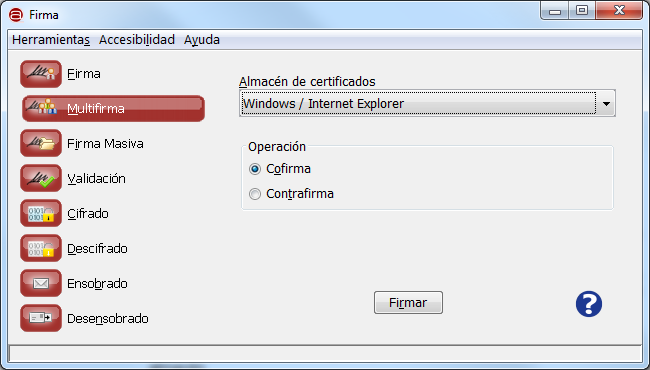 Firma
Herramientas Accesibilidad Ayuda
Firma
Multifirma
Firma Masiva
Validación
Cifrado
Descifrado
Ensobrado
Desensobrado
Almacén de certificados
Windows / Internet Explorer
Operación
Cofirma
Contrafirma
Firmar